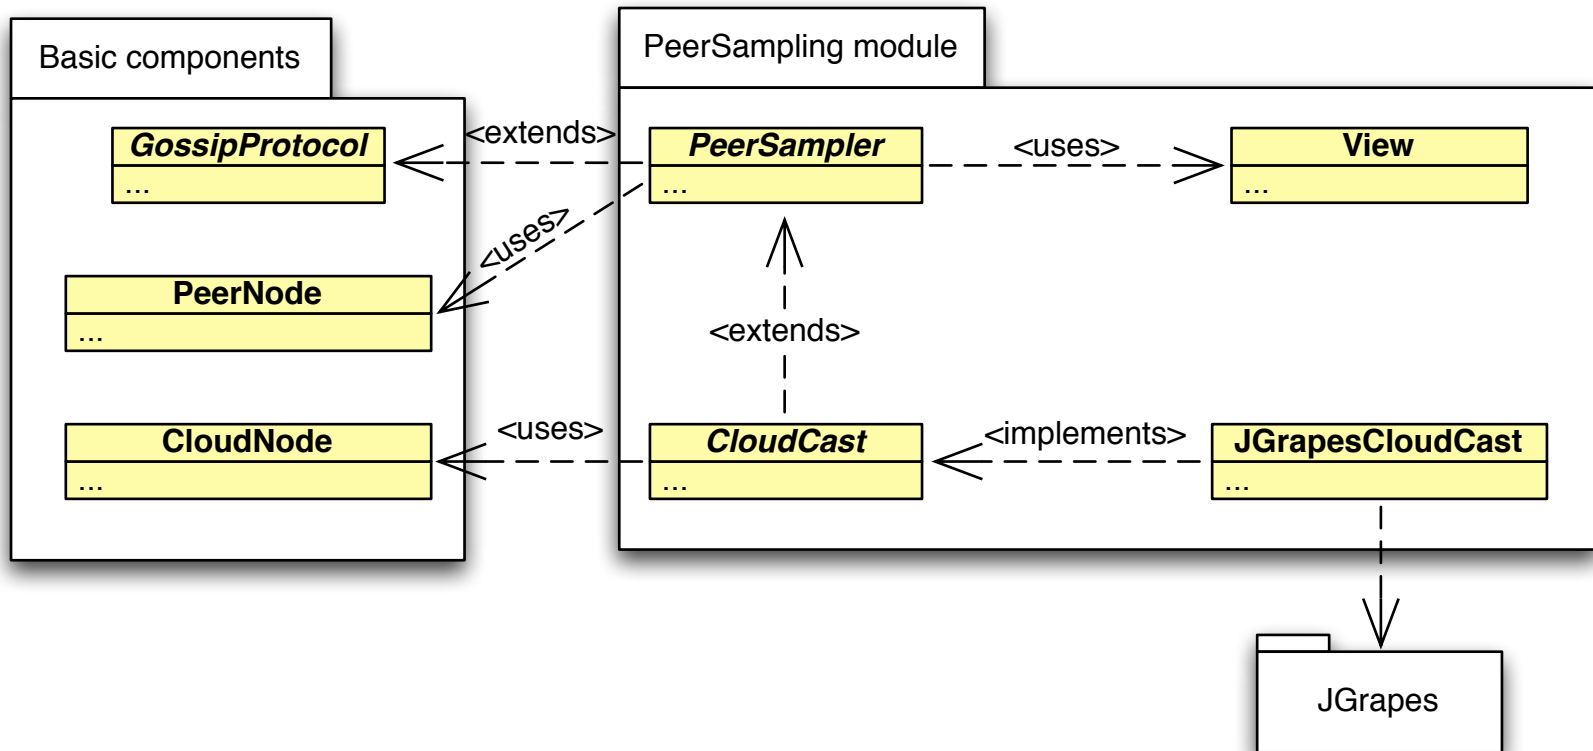 Basic components
PeerSampling module
GossipProtocol
...
<extends>
PeerSampler
...
<uses>
View
...
<uses>
PeerNode
...
<extends>
CloudNode
...
<uses>
CloudCast
...
<implements>
JGrapesCloudCast
...
JGrapes